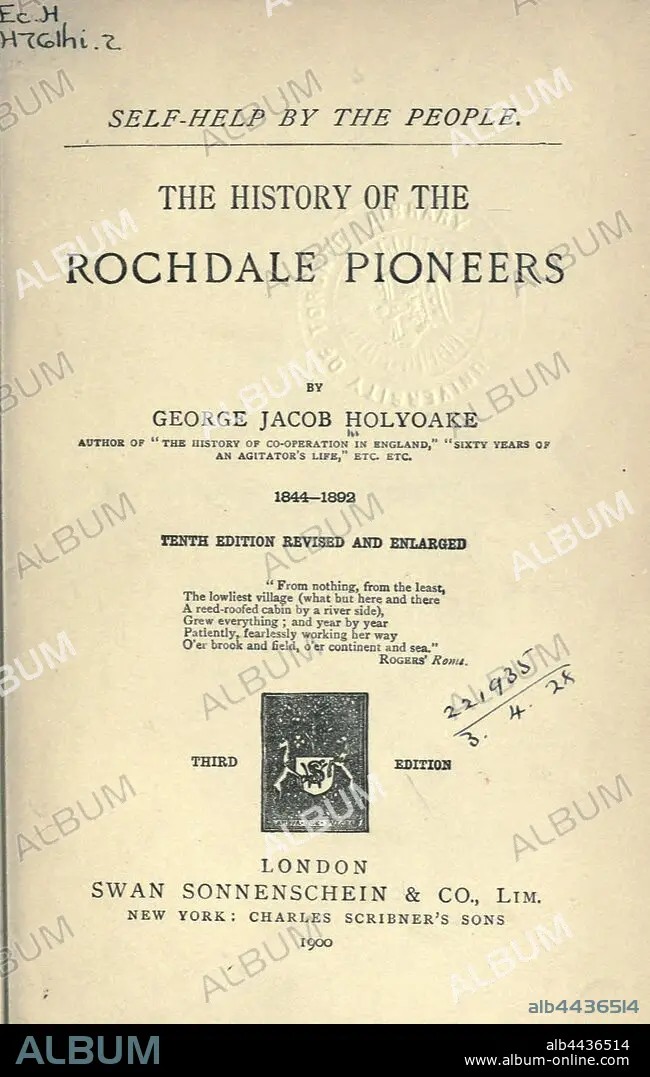 Ec.H
H761hi.2
SELF-HELP BY THE PEOPLE.
THE HISTORY OF THE
ROCHDALE PIONEERS
BY
GEORGE JACOB HOLYOAKE
AUTHOR OF "THE HISTORY OF CO-OPERATION IN ENGLAND," "SIXTY YEARS OF
AN AGITATOR'S LIFE," ETC. ETC.
1844—1892
TENTH EDITION REVISED AND ENLARGED
"From nothing, from the least,
The lowliest village (what but here and there
A reed-roofed cabin by a river side),
Grew everything; and year by year
Patiently, fearlessly working her way
O'er brook and field, o'er continent and sea."
ROGERS' Rome.
22,935
3. 4. 28
THIRD EDITION
LONDON
SWAN SONNENSCHEIN & CO., LIM.
NEW YORK: CHARLES SCRIBNER'S SONS
1900
alb4436514
ALBUM
alb4436514
www.album-online.com